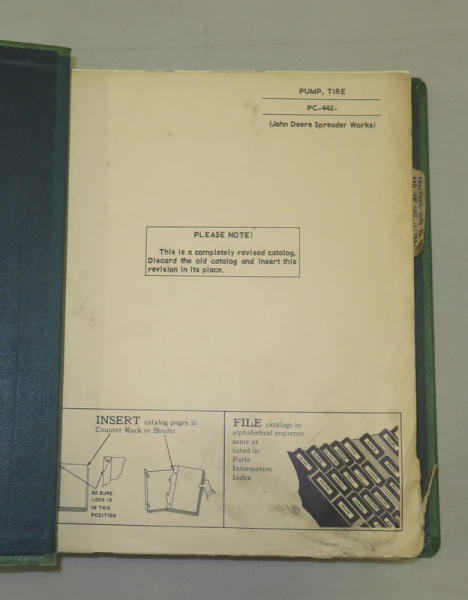 PUMP, TIRE
PC-442-
(John Deere Spreader Works)
PLEASE NOTE!
This is a completely revised catalog.
Discard the old catalog and insert this
revision in its place.
INSERT catalog pages in
Counter Rack or Binder
BE SURE
LOCK IS
IN THIS
POSITION
FILE catalogs in
alphabetical sequence
same as
listed in
Parts
Information
Index